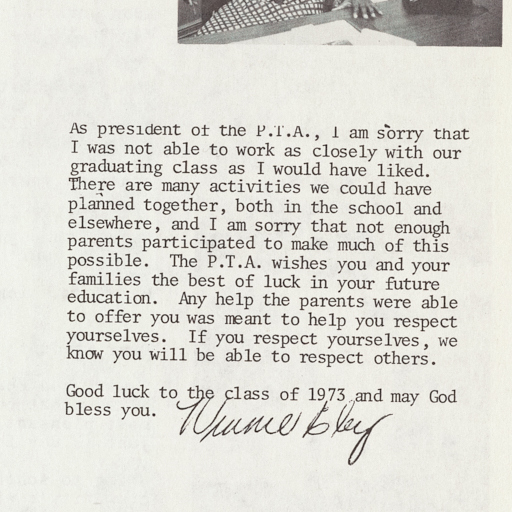 As president of the P.T.A., I am sorry that
I was not able to work as closely with our
graduating class as I would have liked.
There are many activities we could have
planned together, both in the school and
elsewhere, and I am sorry that not enough
parents participated to make much of this
possible. The P.T.A. wishes you and your
families the best of luck in your future
education. Any help the parents were able
to offer you was meant to help you respect
yourselves. If you respect yourselves, we
know you will be able to respect others.
Good luck to the class of 1973 and may God
bless you.